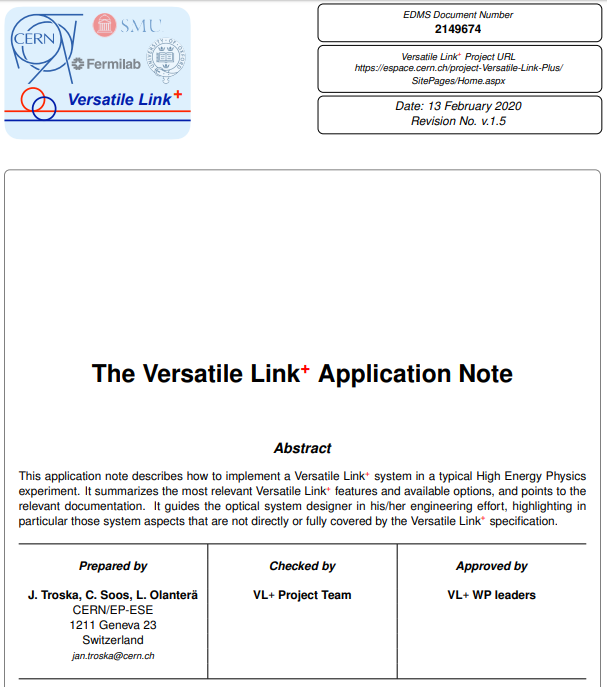 CERN
SMU
Fermilab
Versatile Link+
EDMS Document Number
2149674
Versatile Link+ Project URL
https://espace.cern.ch/project-Versatile-Link-Plus/
SitePages/Home.aspx
Date: 13 February 2020
Revision No. v.1.5
The Versatile Link+ Application Note
Abstract
This application note describes how to implement a Versatile Link+ system in a typical High Energy Physics
experiment. It summarizes the most relevant Versatile Link+ features and available options, and points to the
relevant documentation. It guides the optical system designer in his/her engineering effort, highlighting in
particular those system aspects that are not directly or fully covered by the Versatile Link+ specification.
Prepared by
J. Troska, C. Soos, L. Olanterä
CERN/EP-ESE
1211 Geneva 23
Switzerland
jan.troska@cern.ch
Checked by
VL+ Project Team
Approved by
VL+ WP leaders